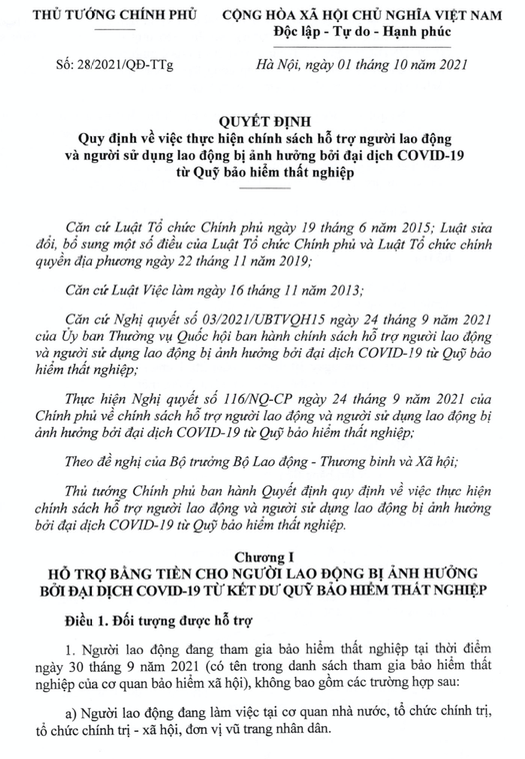 THỦ TƯỚNG CHÍNH PHỦ
CỘNG HÒA XÃ HỘI CHỦ NGHĨA VIỆT NAM
Độc lập - Tự do - Hạnh phúc
Số: 28/2021/QĐ-TTg
Hà Nội, ngày 01 tháng 10 năm 2021
QUYẾT ĐỊNH
Quy định về việc thực hiện chính sách hỗ trợ người lao động
và người sử dụng lao động bị ảnh hưởng bởi đại dịch COVID-19
từ Quỹ bảo hiểm thất nghiệp
Căn cứ Luật Tổ chức Chính phủ ngày 19 tháng 6 năm 2015; Luật sửa
đổi, bổ sung một số điều của Luật Tổ chức Chính phủ và Luật Tổ chức chính
quyền địa phương ngày 22 tháng 11 năm 2019;
Căn cứ Luật Việc làm ngày 16 tháng 11 năm 2013;
Căn cứ Nghị quyết số 03/2021/UBTVQH15 ngày 24 tháng 9 năm 2021
của Ủy ban Thường vụ Quốc hội ban hành chính sách hỗ trợ người lao động
và người sử dụng lao động bị ảnh hưởng bởi đại dịch COVID-19 từ Quỹ bảo
hiểm thất nghiệp;
Thực hiện Nghị quyết số 116/NQ-CP ngày 24 tháng 9 năm 2021 của
Chính phủ về chính sách hỗ trợ người lao động và người sử dụng lao động bị
ảnh hưởng bởi đại dịch COVID-19 từ Quỹ bảo hiểm thất nghiệp;
Theo đề nghị của Bộ trưởng Bộ Lao động - Thương binh và Xã hội;
Thủ tướng Chính phủ ban hành Quyết định quy định về việc thực hiện
chính sách hỗ trợ người lao động và người sử dụng lao động bị ảnh hưởng
bởi đại dịch COVID-19 từ Quỹ bảo hiểm thất nghiệp.
Chương I
HỖ TRỢ BẰNG TIỀN CHO NGƯỜI LAO ĐỘNG BỊ ẢNH HƯỞNG
BỞI ĐẠI DỊCH COVID-19 TỪ KẾT DƯ QUỸ BẢO HIỂM THẤT NGHIỆP
Điều 1. Đối tượng được hỗ trợ
1. Người lao động đang tham gia bảo hiểm thất nghiệp tại thời điểm
ngày 30 tháng 9 năm 2021 (có tên trong danh sách tham gia bảo hiểm thất
nghiệp của cơ quan bảo hiểm xã hội), không bao gồm các trường hợp sau:
a) Người lao động đang làm việc tại cơ quan nhà nước, tổ chức chính trị,
tổ chức chính trị - xã hội, đơn vị vũ trang nhân dân.